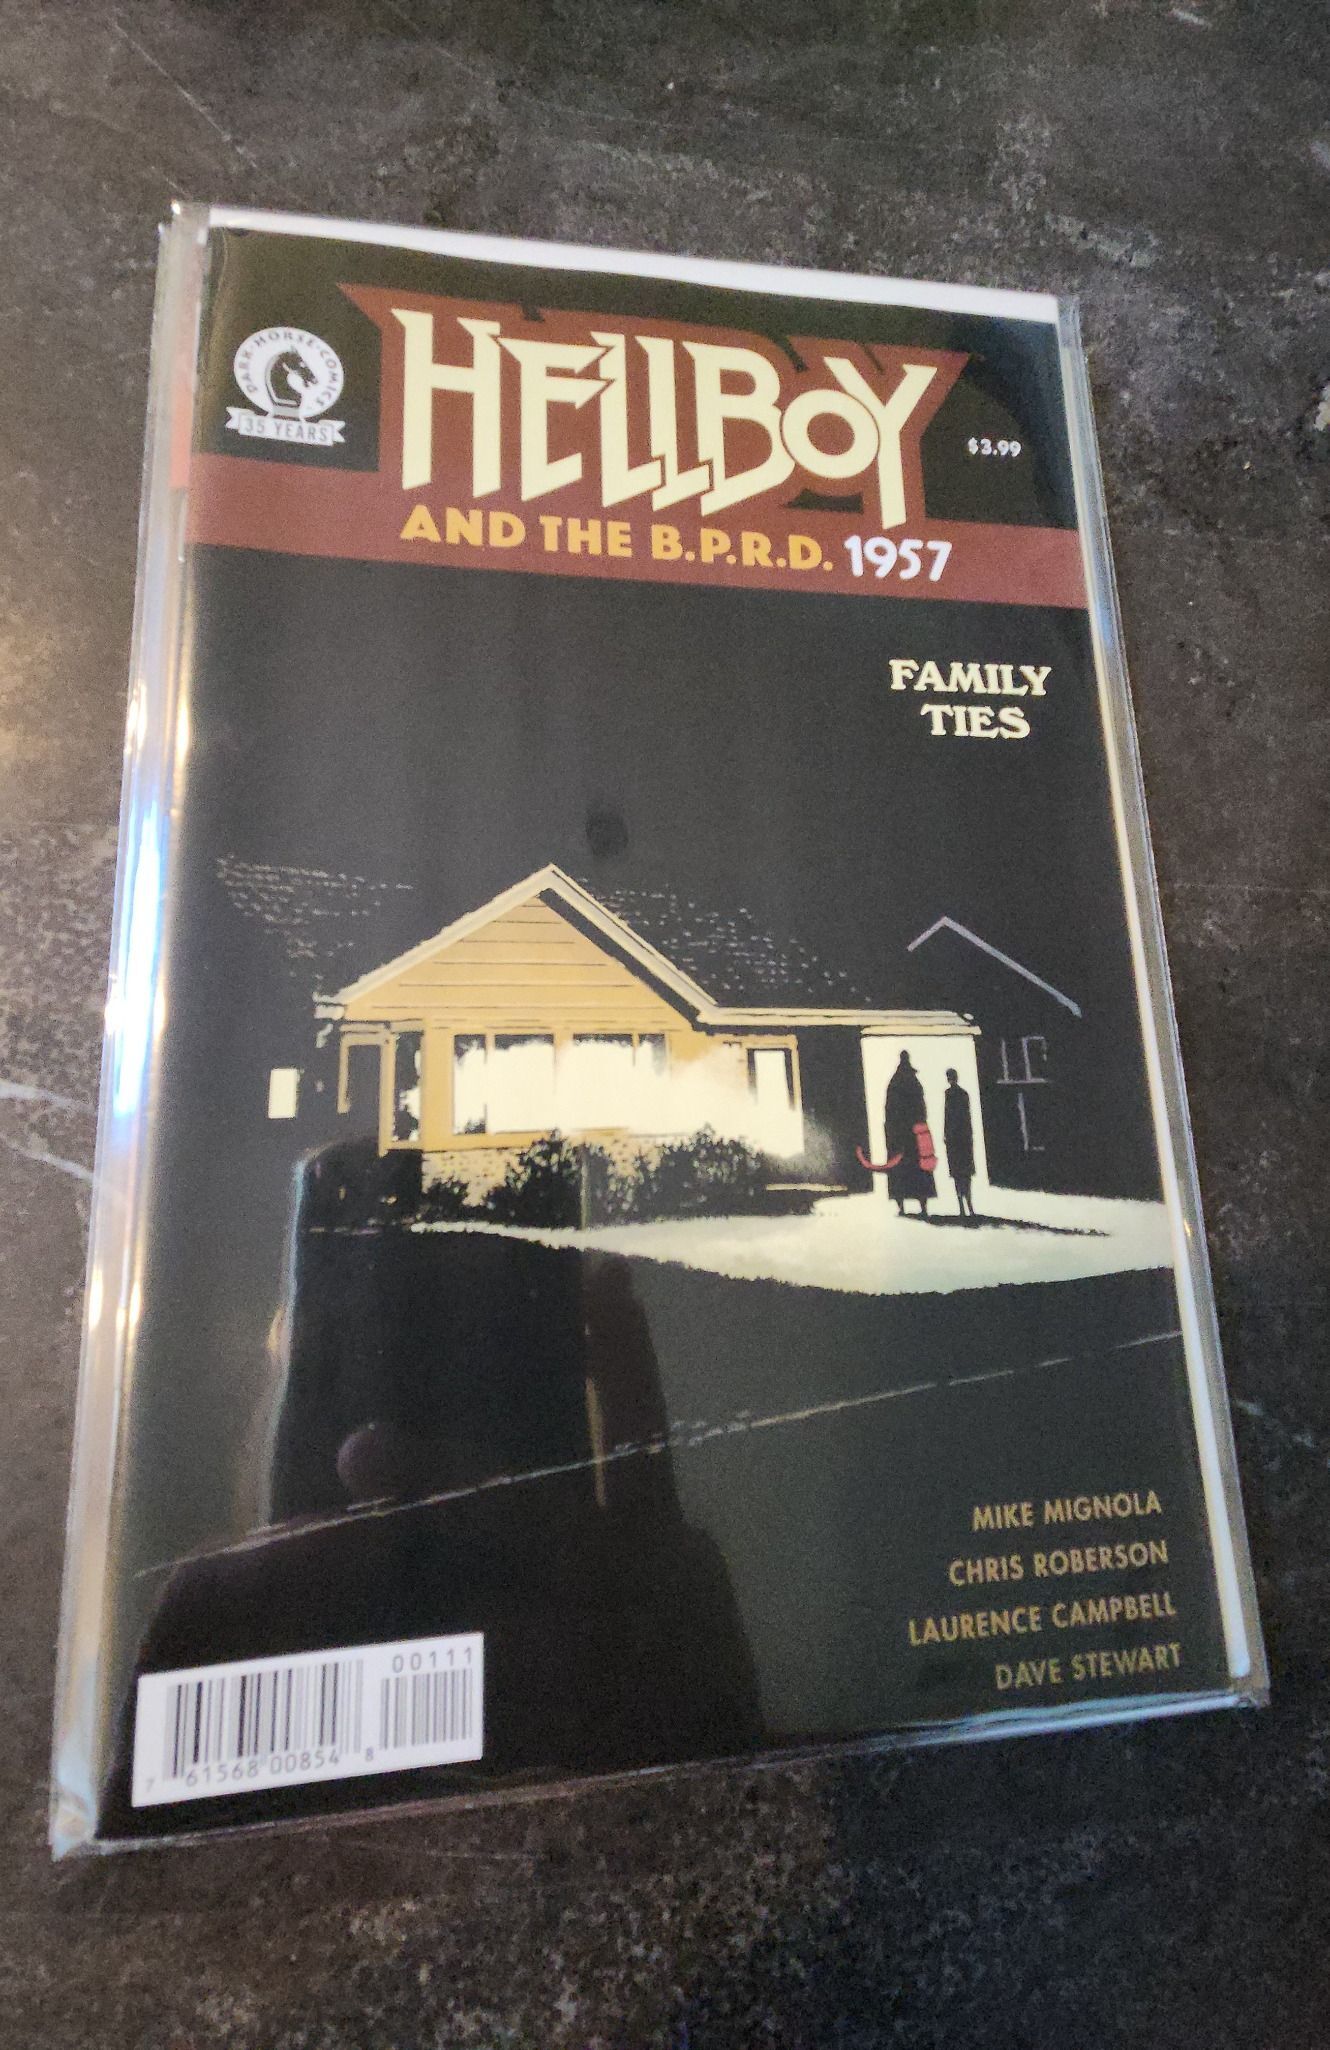 DARK·HORSE·COMICS
35 YEARS
HELLBOY
$3.99
AND THE B.P.R.D. 1957
FAMILY
TIES
MIKE MIGNOLA
CHRIS ROBERSON
LAURENCE CAMPBELL
DAVE STEWART
00111
7 61568 00854 8